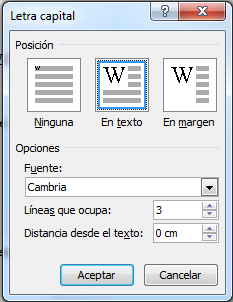 Letra capital
Posición
W W W
Ninguna En texto En margen
Opciones
Fuente:
Cambria
Líneas que ocupa: 3
Distancia desde el texto: 0 cm
Aceptar Cancelar